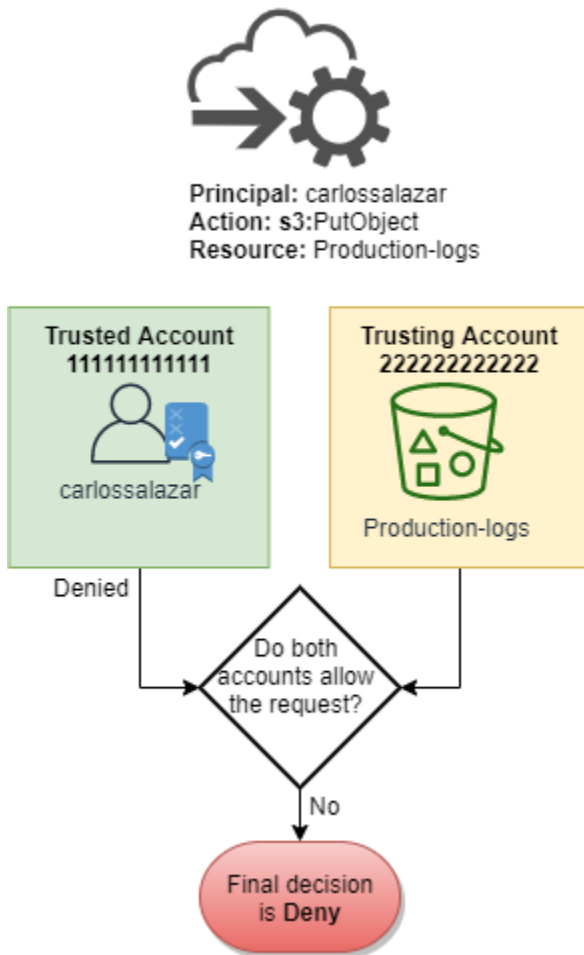 Principal: carlossalazar
Action: s3:PutObject
Resource: Production-logs
Trusted Account
111111111111
carlossalazar
Trusting Account
222222222222
Production-logs
Denied
Do both
accounts allow
the request?
No
Final decision
is Deny